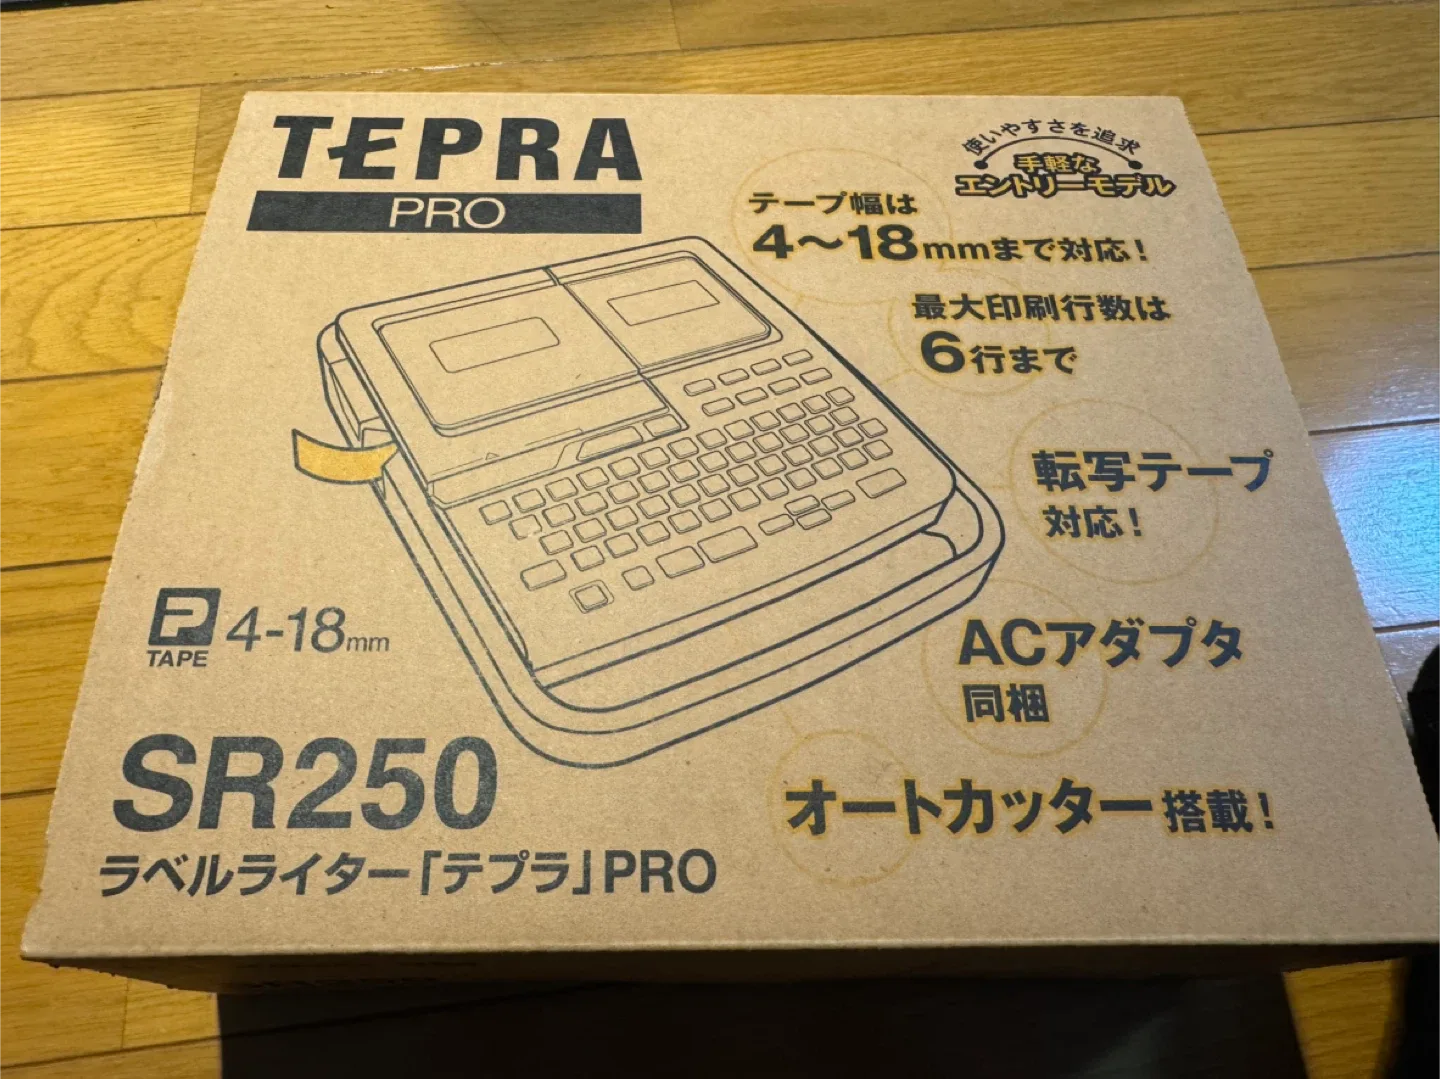 TEPRA
PRO
使いやすさを追求
手軽な
エントリーモデル
テープ幅は
4〜18mmまで対応!
最大印刷行数は
6行まで
転写テープ
対応!
ACアダプタ
同梱
オートカッター搭載!
P
TAPE 4-18mm
SR250
ラベルライター「テプラ」PRO